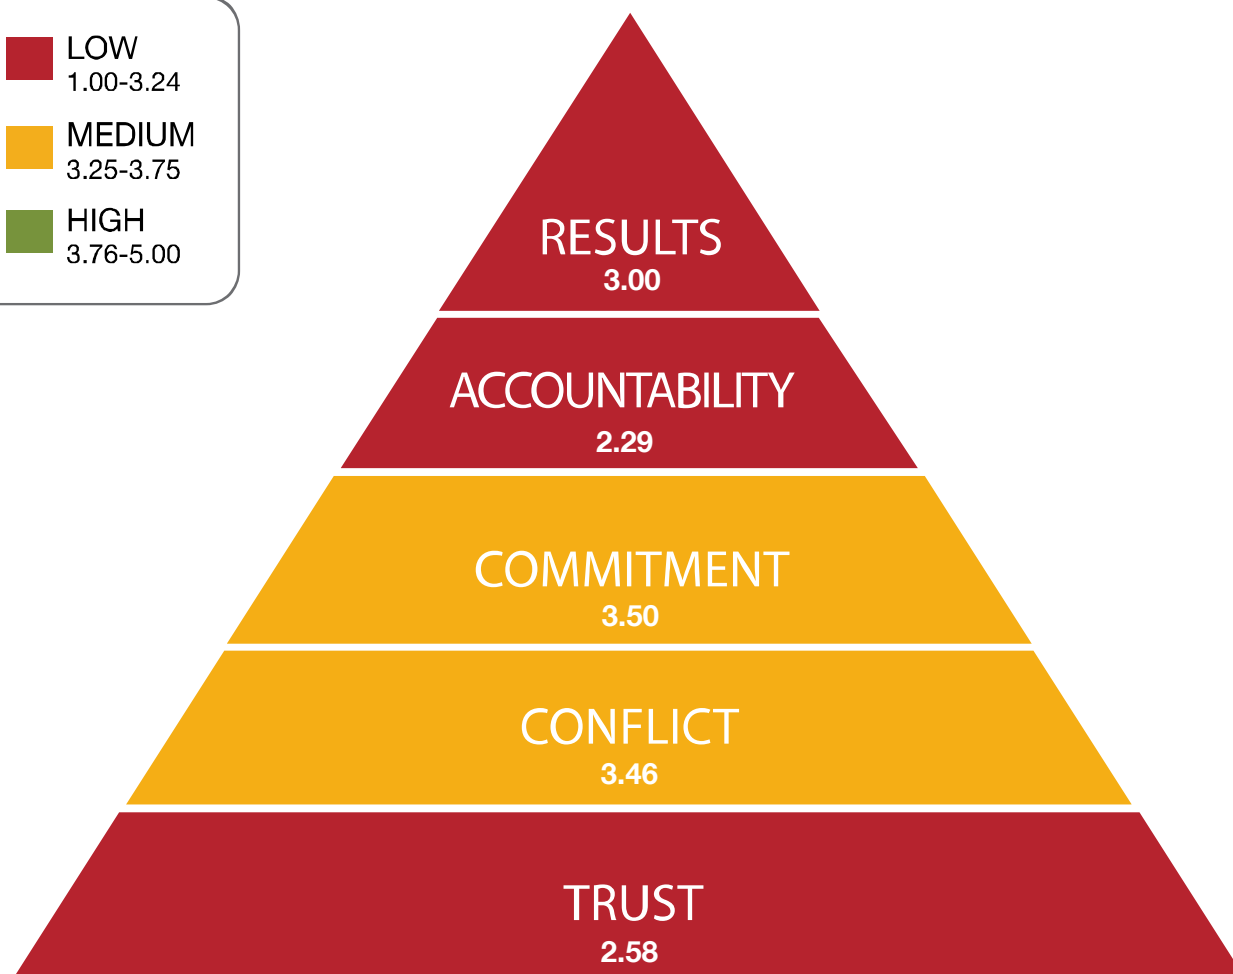 LOW
1.00-3.24
MEDIUM
3.25-3.75
HIGH
3.76-5.00
RESULTS
3.00
ACCOUNTABILITY
2.29
COMMITMENT
3.50
CONFLICT
3.46
TRUST
2.58